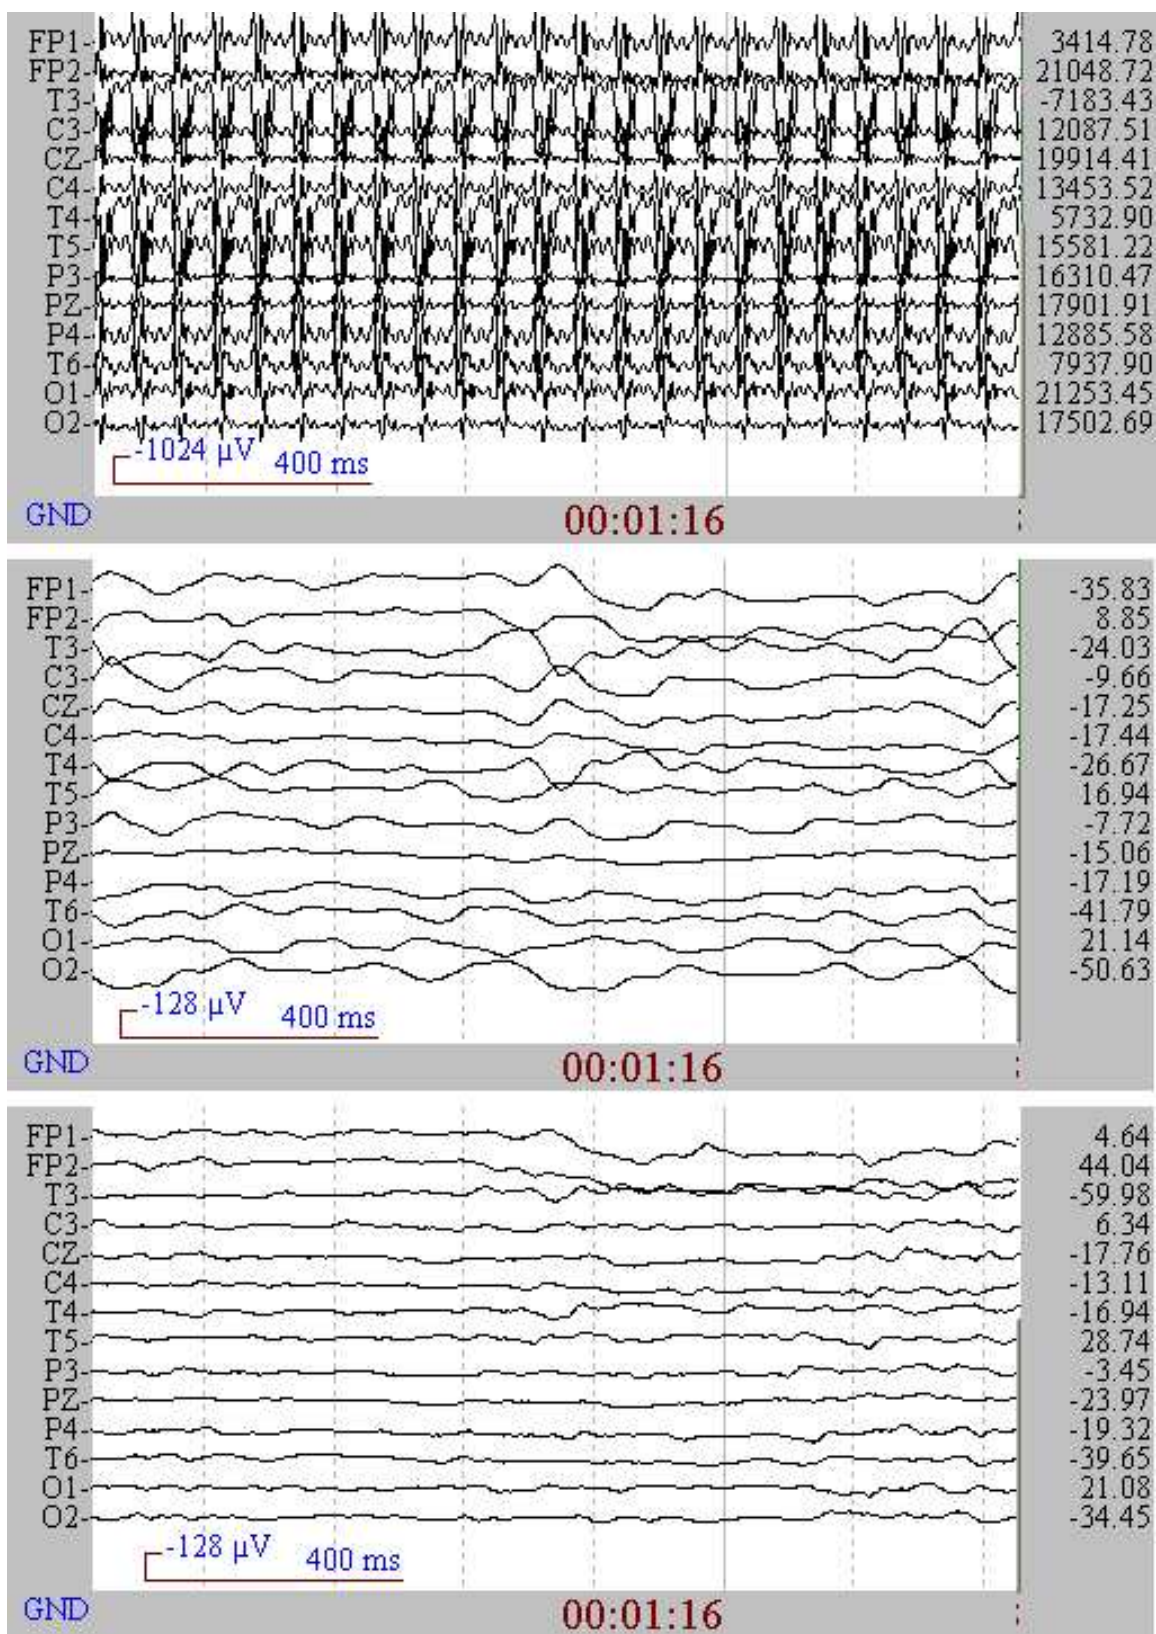 FP1- 3414.78
FP2- 21048.72
T3- -7183.43
C3- 12087.51
CZ- 19914.41
C4- 13453.52
T4- 5732.90
T5- 15581.22
P3- 16310.47
PZ- 17901.91
P4- 12885.58
T6- 7937.90
O1- 21253.45
O2- 17502.69
-1024 µV 400 ms
GND 00:01:16
FP1- -35.83
FP2- 8.85
T3- -24.03
C3- -9.66
CZ- -17.25
C4- -17.44
T4- -26.67
T5- 16.94
P3- -7.72
PZ- -15.06
P4- -17.19
T6- -41.79
O1- 21.14
O2- -50.63
-128 µV 400 ms
GND 00:01:16
FP1- 4.64
FP2- 44.04
T3- -59.98
C3- 6.34
CZ- -17.76
C4- -13.11
T4- -16.94
T5- 28.74
P3- -3.45
PZ- -23.97
P4- -19.32
T6- -39.65
O1- 21.08
O2- -34.45
-128 µV 400 ms
GND 00:01:16